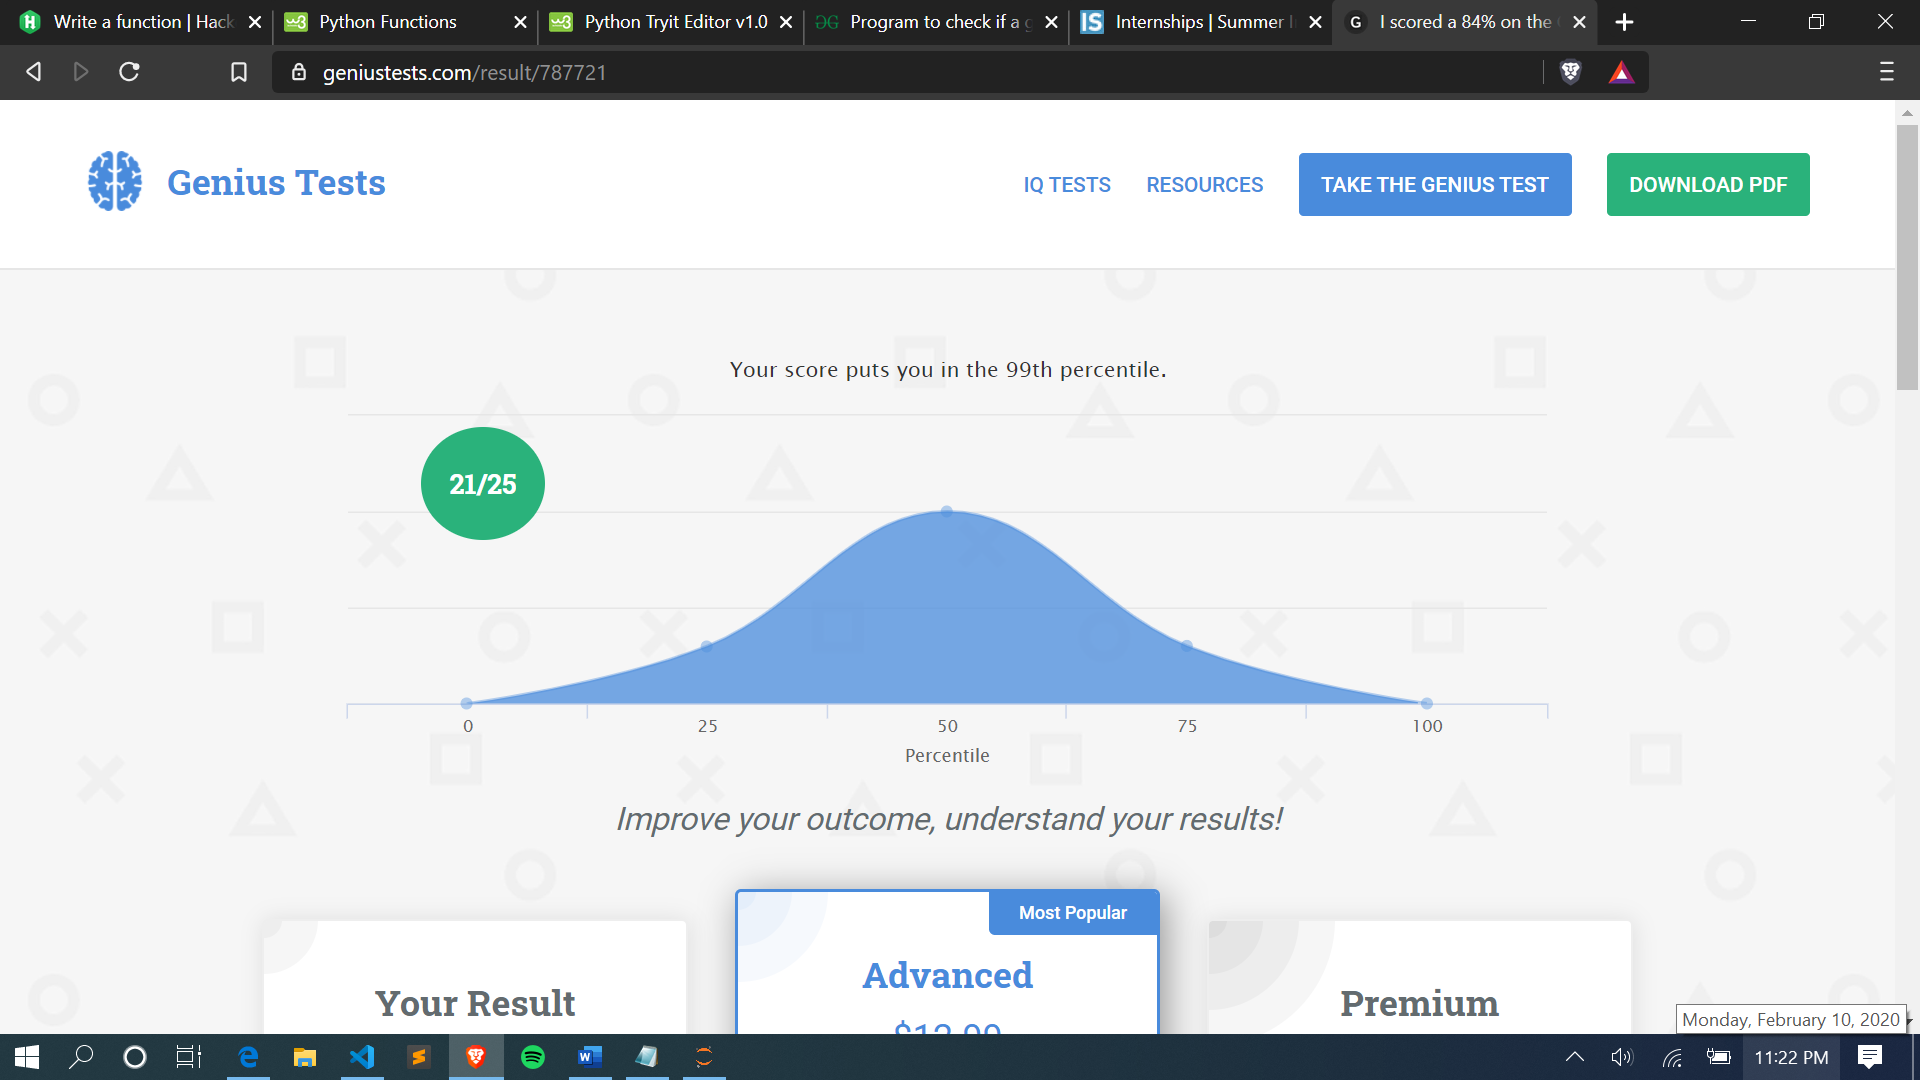 Write a function | Hack
Python Functions
Python Tryit Editor v1.0
Program to check if a g
Internships | Summer I
I scored a 84% on the
geniustests.com/result/787721
Genius Tests
IQ TESTS
RESOURCES
TAKE THE GENIUS TEST
DOWNLOAD PDF
Your score puts you in the 99th percentile.
21/25
0 25 50 75 100
Percentile
Improve your outcome, understand your results!
Most Popular
Your Result
Advanced
Premium
Monday, February 10, 2020
11:22 PM